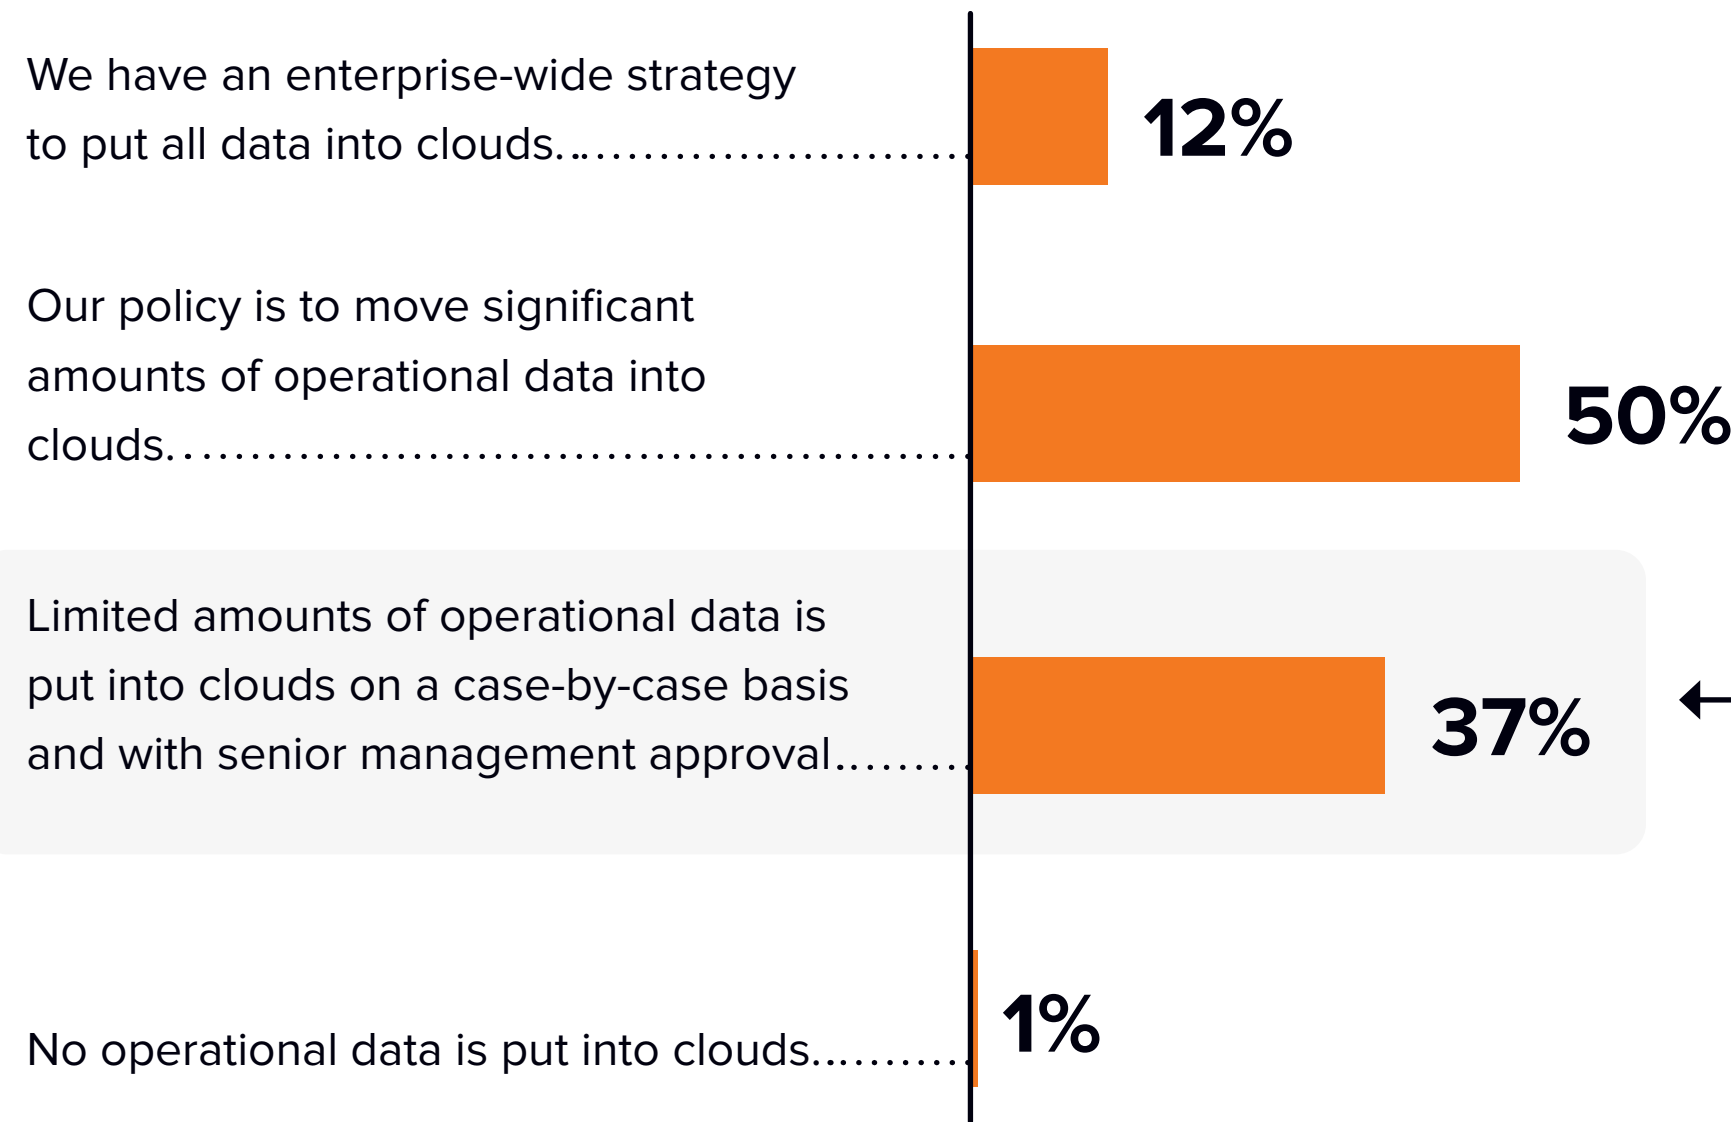 We have an enterprise-wide strategy
to put all data into clouds.
12%
Our policy is to move significant
amounts of operational data into
clouds.
50%
Limited amounts of operational data is
put into clouds on a case-by-case basis
and with senior management approval.
37%
No operational data is put into clouds.
1%